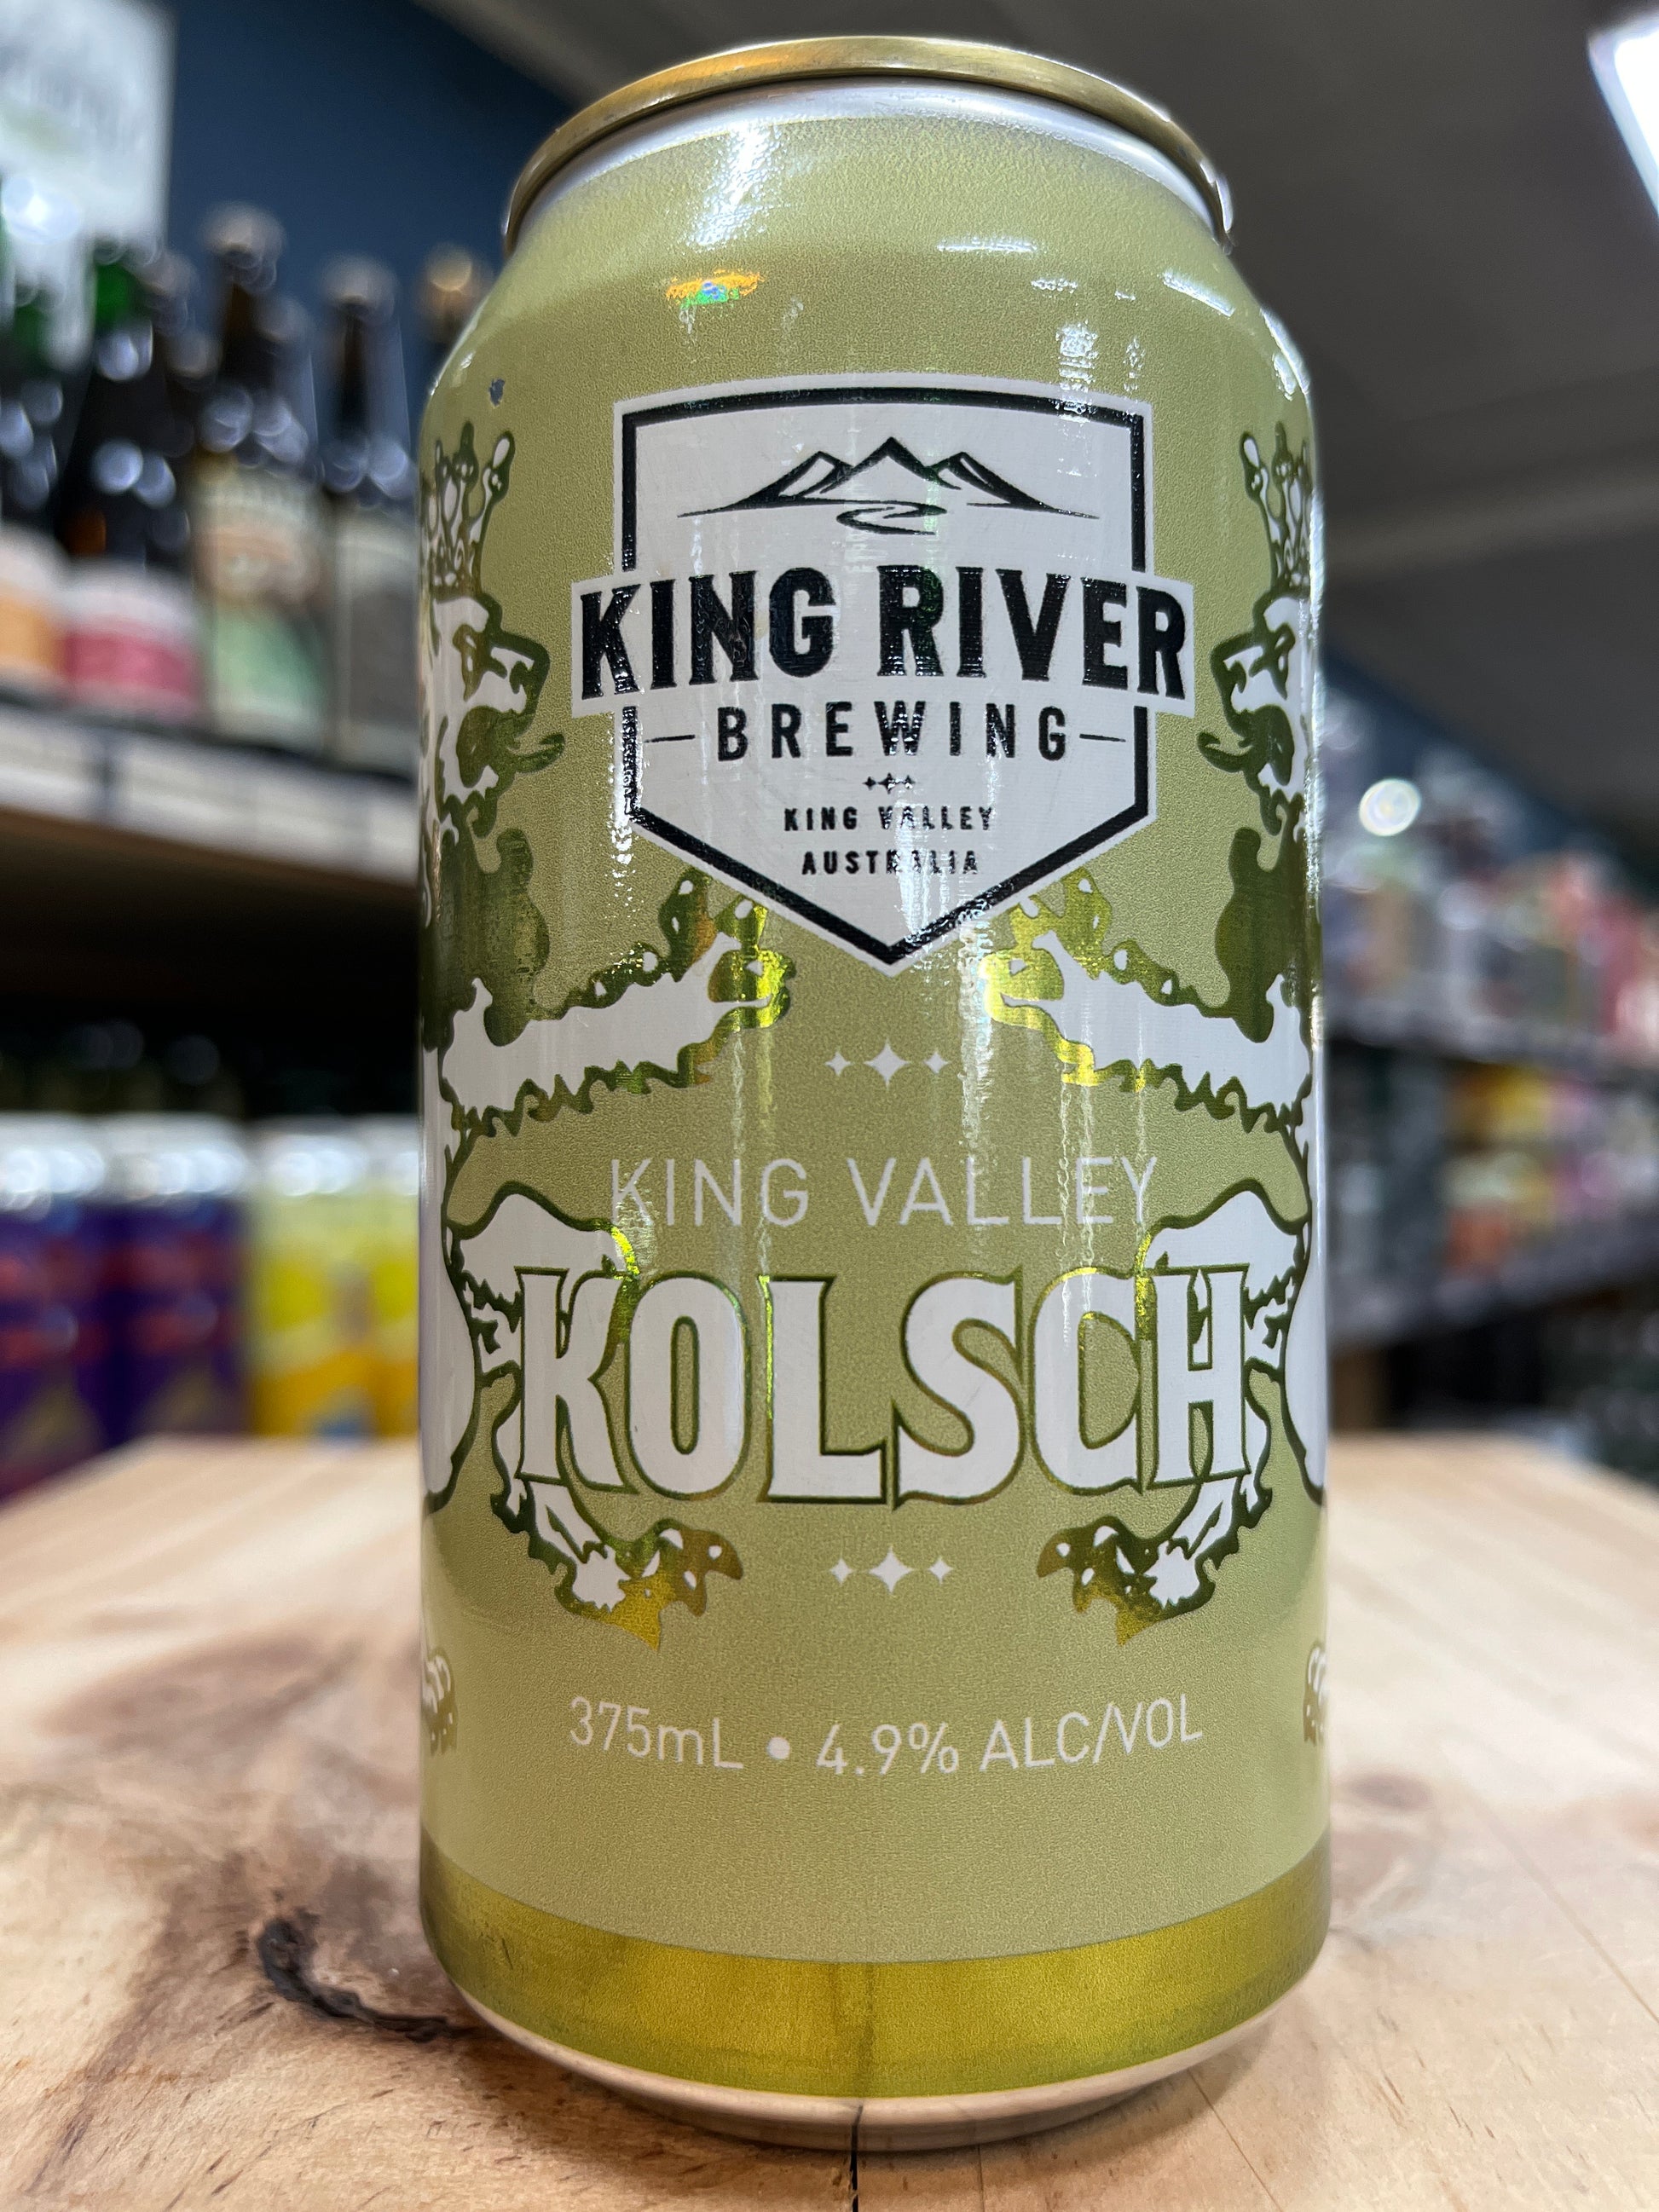 KING RIVER
BREWING
KING VALLEY
AUSTRALIA
KING VALLEY
KOLSCH
375mL • 4.9% ALC/VOL